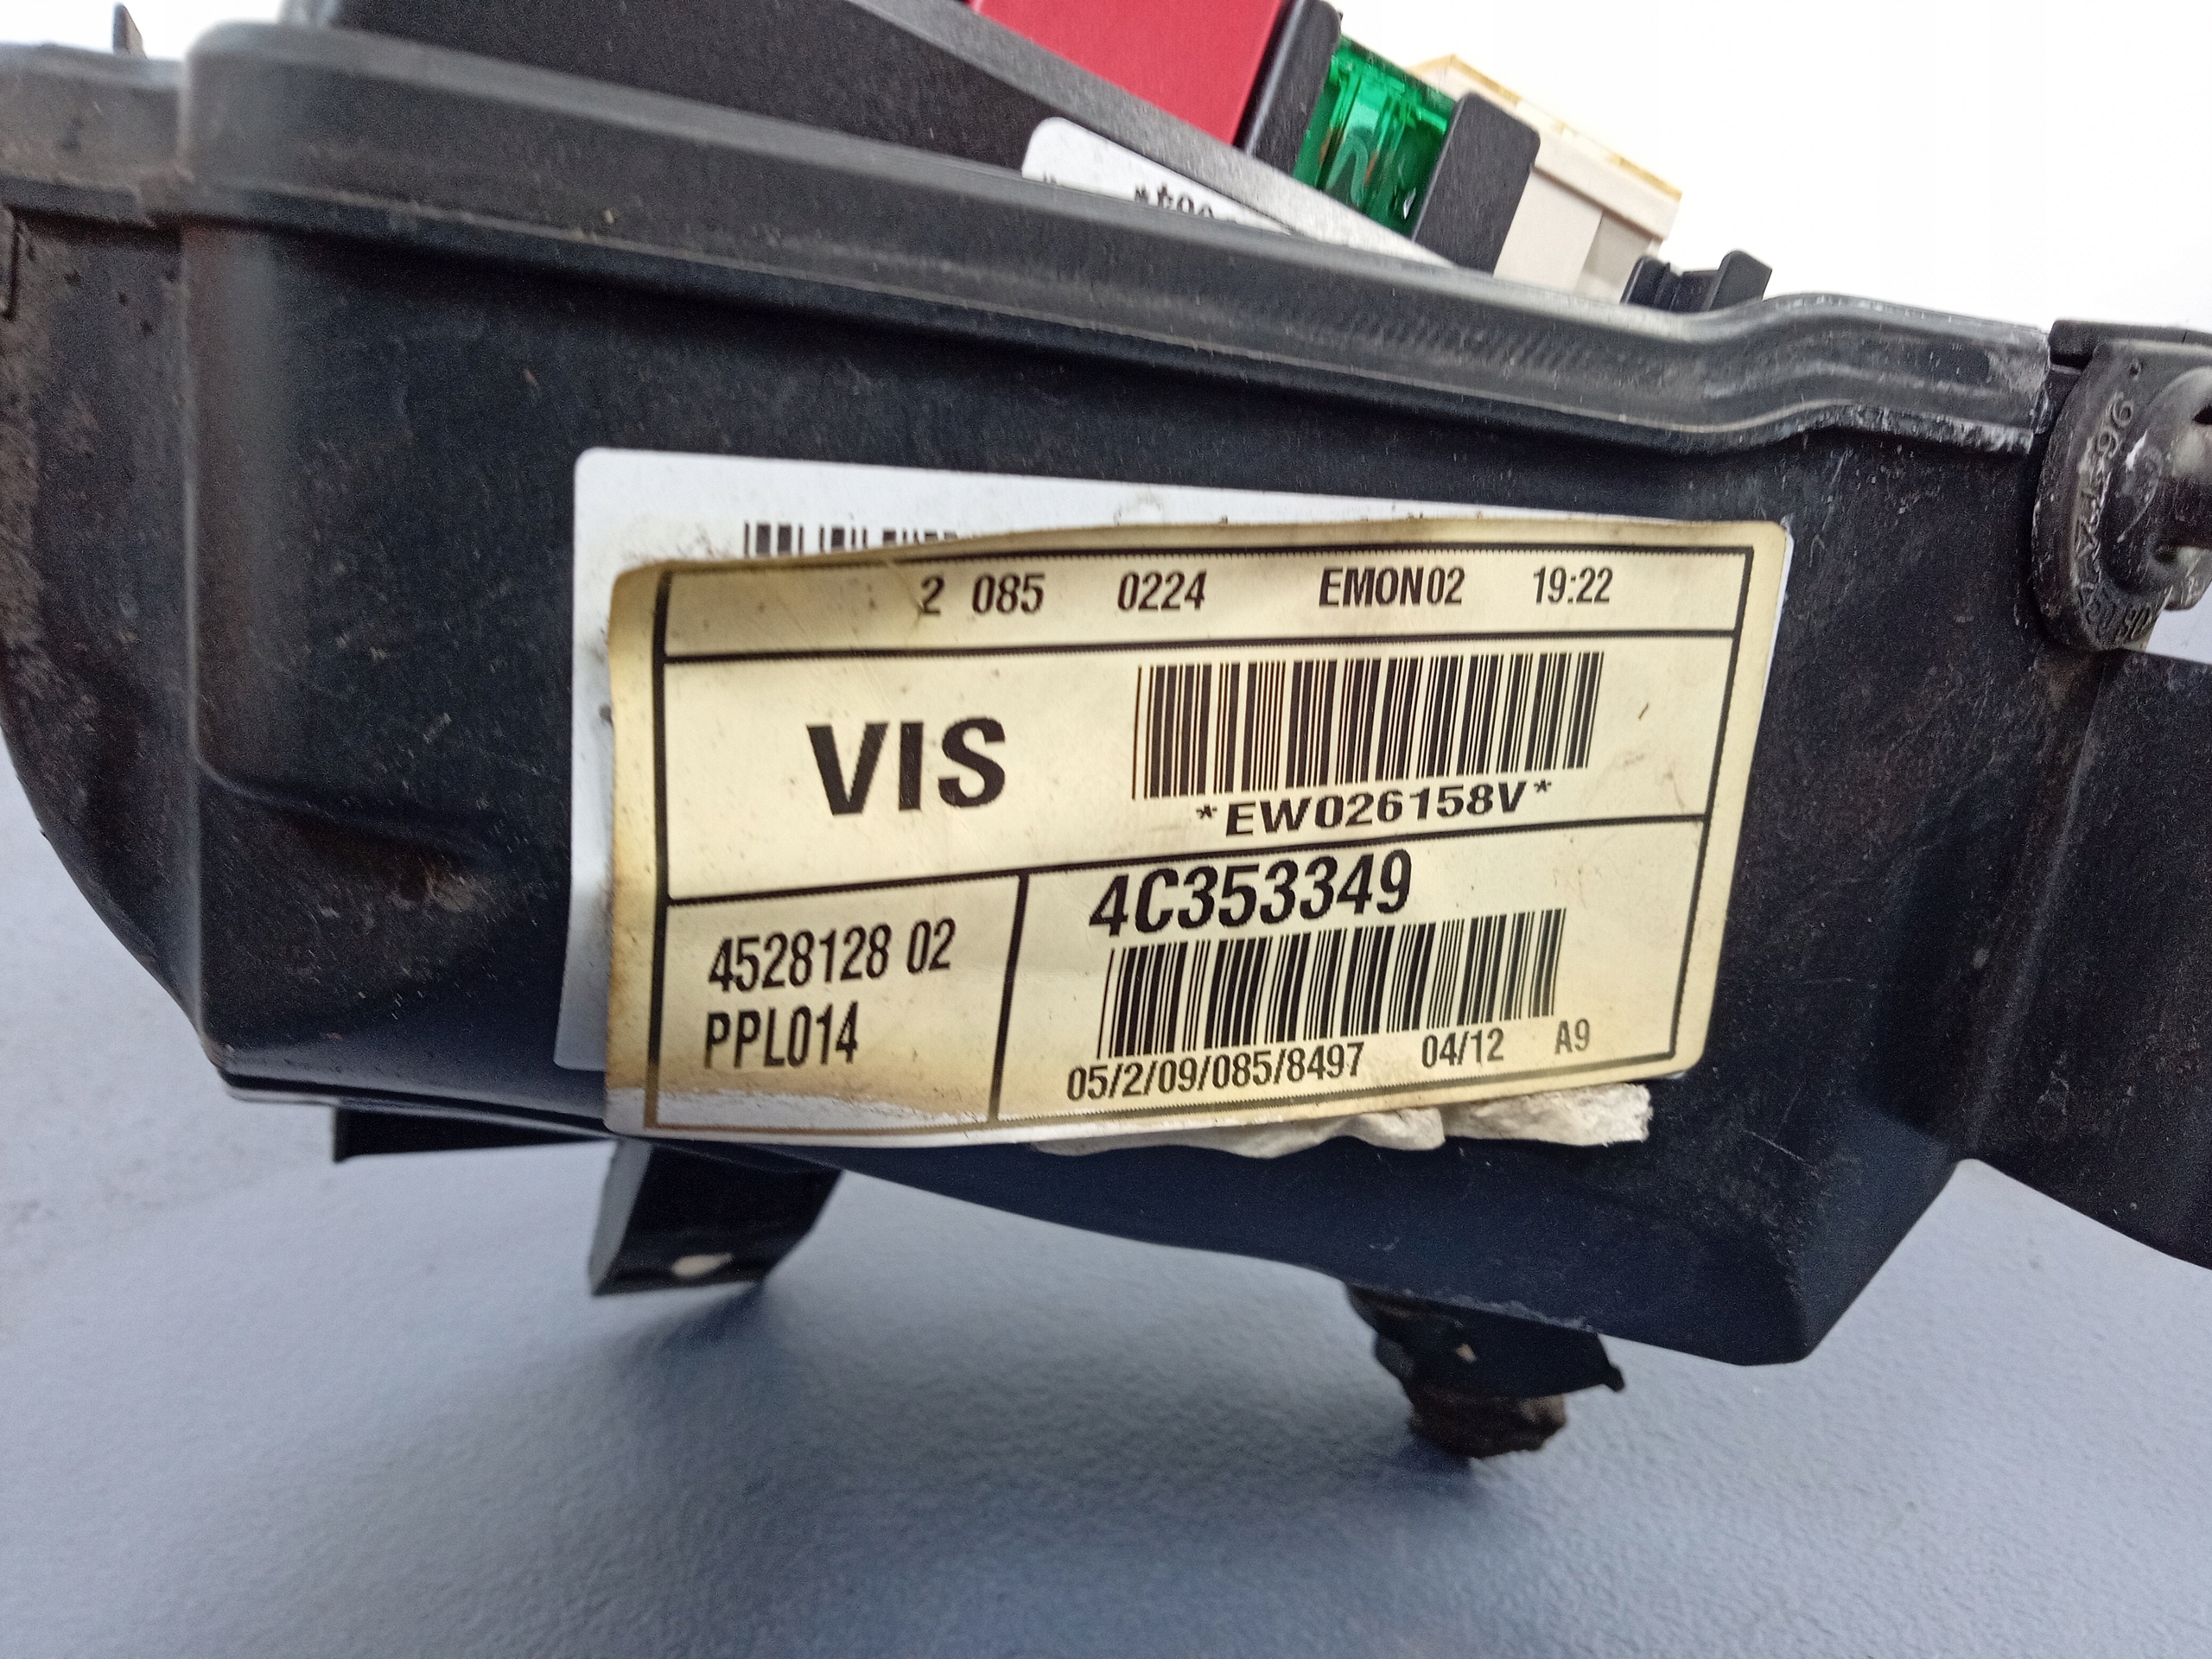 2 085 0224 EMON02 19:22
VIS
*EW026158V*
4C353349
4528128 02
PPL014
05/2/09/085/8497 04/12 A9